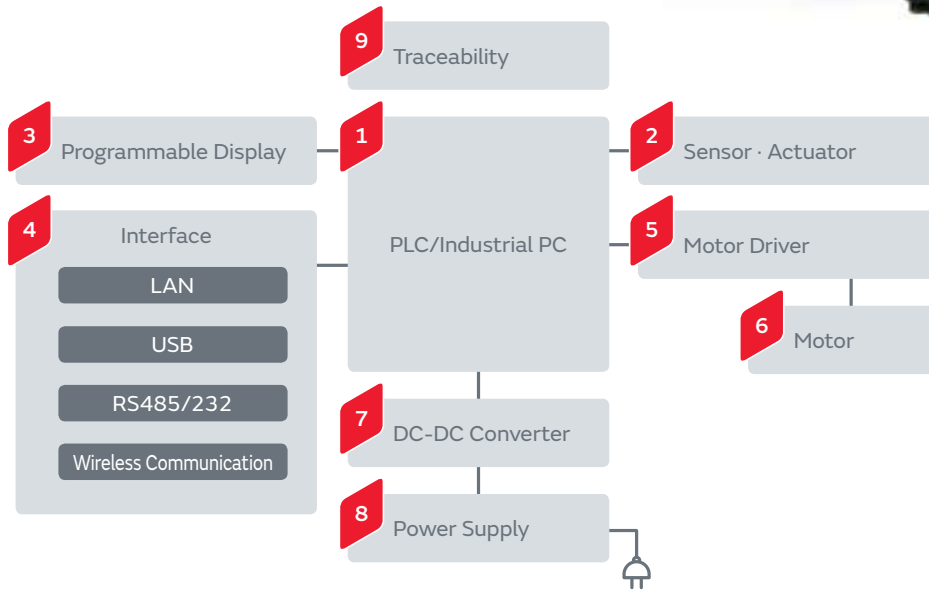 9
Traceability
3
Programmable Display
1
PLC/Industrial PC
2
Sensor · Actuator
4
Interface
LAN
USB
RS485/232
Wireless Communication
5
Motor Driver
6
Motor
7
DC-DC Converter
8
Power Supply